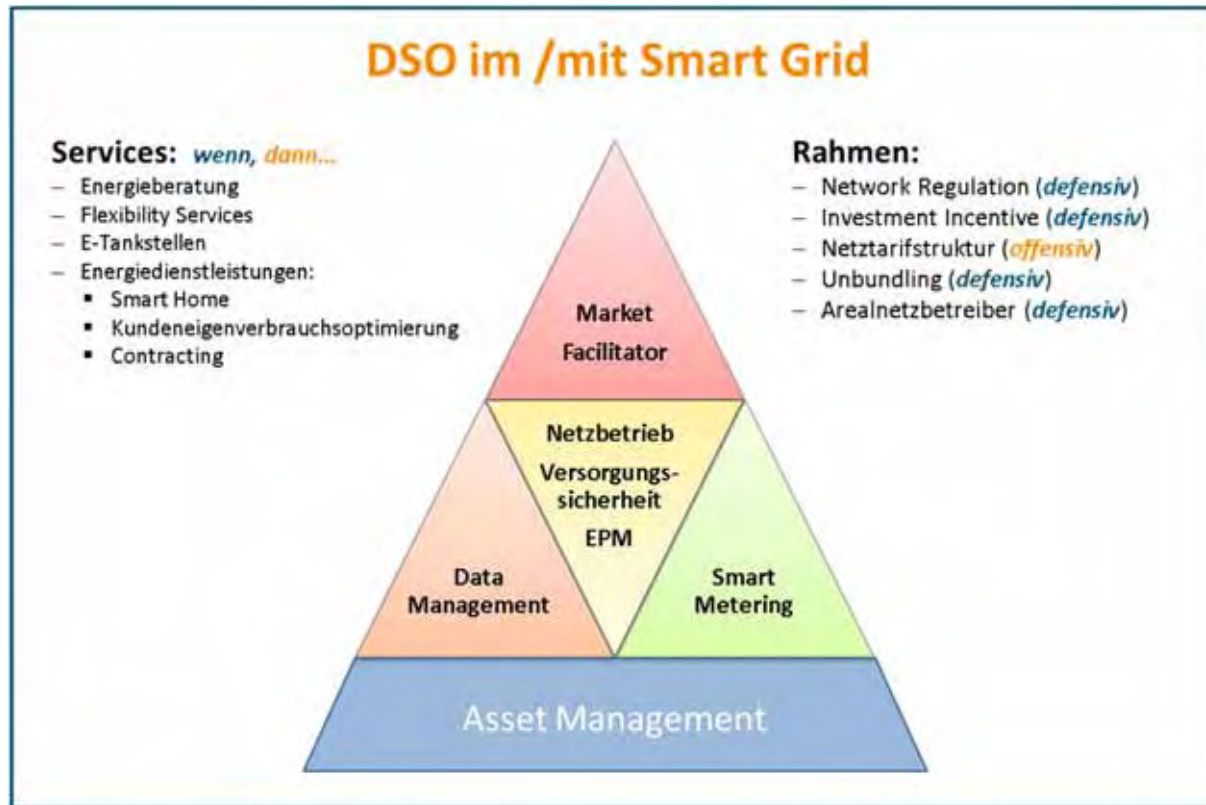 DSO im /mit Smart Grid
Services: wenn, dann...
– Energieberatung
– Flexibility Services
– E-Tankstellen
– Energiedienstleistungen:
▪ Smart Home
▪ Kundeneigenverbrauchsoptimierung
▪ Contracting
Rahmen:
– Network Regulation (defensiv)
– Investment Incentive (defensiv)
– Netztarifstruktur (offensiv)
– Unbundling (defensiv)
– Arealnetzbetreiber (defensiv)
Market
Facilitator
Netzbetrieb
Versorgungs-
sicherheit
EPM
Data
Management
Smart
Metering
Asset Management